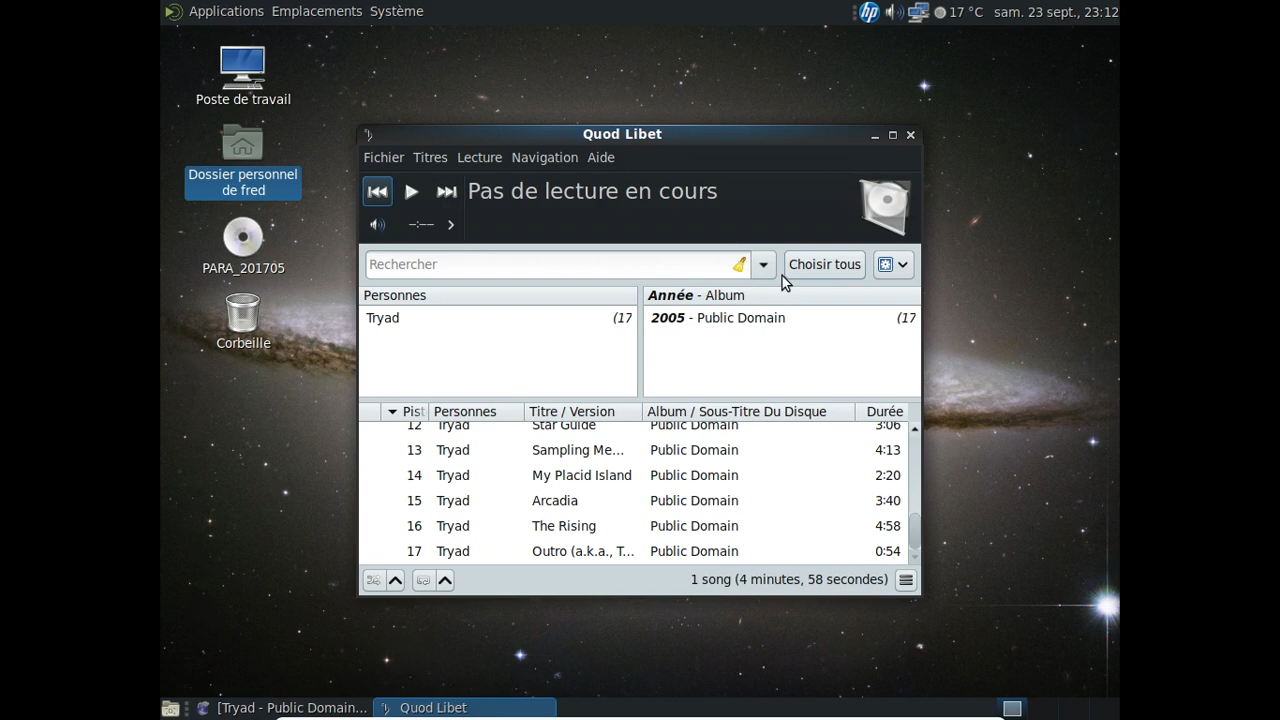 Applications Emplacements Système
hp 17 °C sam. 23 sept., 23:12
Poste de travail
Dossier personnel
de fred
PARA_201705
Corbeille
Quod Libet
Fichier Titres Lecture Navigation Aide
Pas de lecture en cours
-:--
Rechercher Choisir tous
Personnes Année - Album
Tryad (17 2005 - Public Domain (17
Pist Personnes Titre / Version Album / Sous-Titre Du Disque Durée
12 Tryad Star Guide Public Domain 3:06
13 Tryad Sampling Me... Public Domain 4:13
14 Tryad My Placid Island Public Domain 2:20
15 Tryad Arcadia Public Domain 3:40
16 Tryad The Rising Public Domain 4:58
17 Tryad Outro (a.k.a., T... Public Domain 0:54
1 song (4 minutes, 58 secondes)
[Tryad - Public Domain... Quod Libet